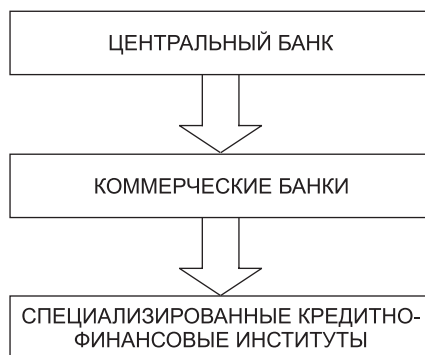 ЦЕНТРАЛЬНЫЙ БАНК
КОММЕРЧЕСКИЕ БАНКИ
СПЕЦИАЛИЗИРОВАННЫЕ КРЕДИТНО-
ФИНАНСОВЫЕ ИНСТИТУТЫ